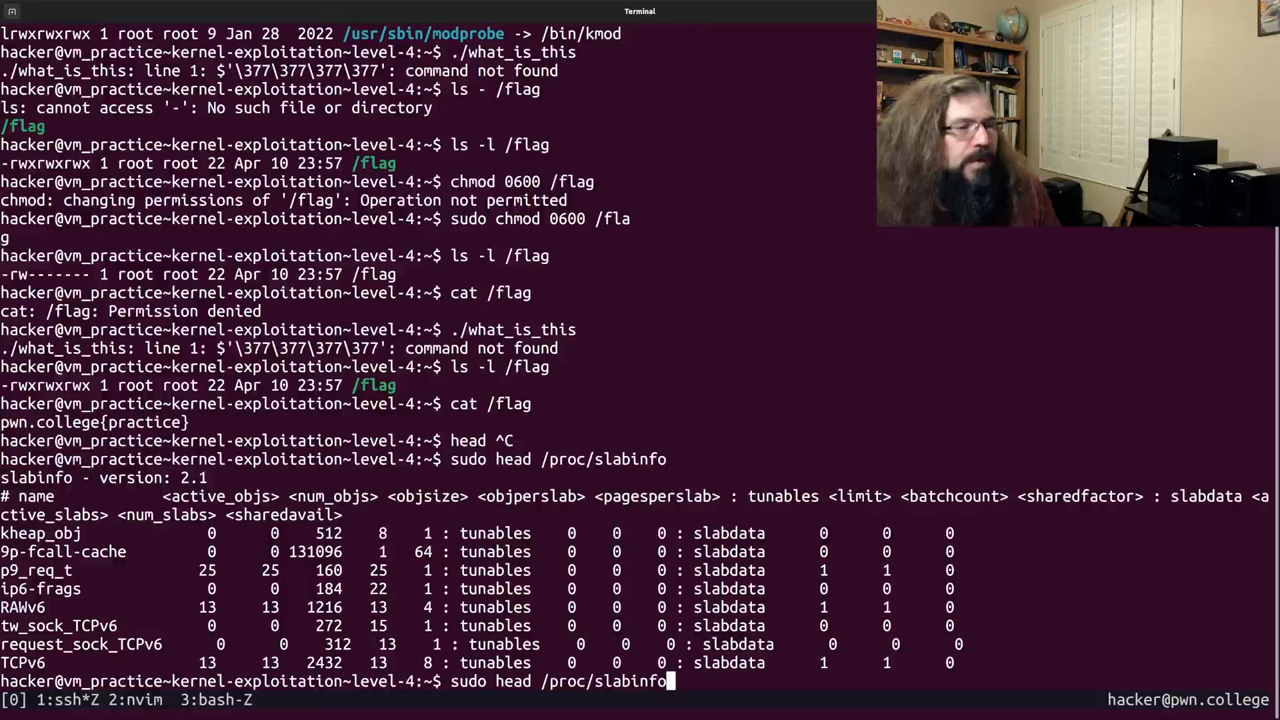 Terminal
lrwxrwxrwx 1 root root 9 Jan 28  2022 /usr/sbin/modprobe -> /bin/kmod
hacker@vm_practice~kernel-exploitation~level-4:~$ ./what_is_this
./what_is_this: line 1: $'\377\377\377\377': command not found
hacker@vm_practice~kernel-exploitation~level-4:~$ ls - /flag
ls: cannot access '-': No such file or directory
/flag
hacker@vm_practice~kernel-exploitation~level-4:~$ ls -l /flag
-rwxrwxrwx 1 root root 22 Apr 10 23:57 /flag
hacker@vm_practice~kernel-exploitation~level-4:~$ chmod 0600 /flag
chmod: changing permissions of '/flag': Operation not permitted
hacker@vm_practice~kernel-exploitation~level-4:~$ sudo chmod 0600 /fla
g
hacker@vm_practice~kernel-exploitation~level-4:~$ ls -l /flag
-rw------- 1 root root 22 Apr 10 23:57 /flag
hacker@vm_practice~kernel-exploitation~level-4:~$ cat /flag
cat: /flag: Permission denied
hacker@vm_practice~kernel-exploitation~level-4:~$ ./what_is_this
./what_is_this: line 1: $'\377\377\377\377': command not found
hacker@vm_practice~kernel-exploitation~level-4:~$ ls -l /flag
-rwxrwxrwx 1 root root 22 Apr 10 23:57 /flag
hacker@vm_practice~kernel-exploitation~level-4:~$ cat /flag
pwn.college{practice}
hacker@vm_practice~kernel-exploitation~level-4:~$ head ^C
hacker@vm_practice~kernel-exploitation~level-4:~$ sudo head /proc/slabinfo
slabinfo - version: 2.1
# name            <active_objs> <num_objs> <objsize> <objperslab> <pagesperslab> : tunables <limit> <batchcount> <sharedfactor> : slabdata <a
ctive_slabs> <num_slabs> <sharedavail>
kheap_obj              0      0    512    8    1 : tunables    0    0    0 : slabdata      0      0      0
9p-fcall-cache         0      0 131096    1   64 : tunables    0    0    0 : slabdata      0      0      0
p9_req_t              25     25    160   25    1 : tunables    0    0    0 : slabdata      1      1      0
ip6-frags              0      0    184   22    1 : tunables    0    0    0 : slabdata      0      0      0
RAWv6                 13     13   1216   13    4 : tunables    0    0    0 : slabdata      1      1      0
tw_sock_TCPv6          0      0    272   15    1 : tunables    0    0    0 : slabdata      0      0      0
request_sock_TCPv6      0      0    312   13    1 : tunables    0    0    0 : slabdata      0      0      0
TCPv6                 13     13   2432   13    8 : tunables    0    0    0 : slabdata      1      1      0
hacker@vm_practice~kernel-exploitation~level-4:~$ sudo head /proc/slabinfo
[0] 1:ssh*Z 2:nvim  3:bash-Z hacker@pwn.college